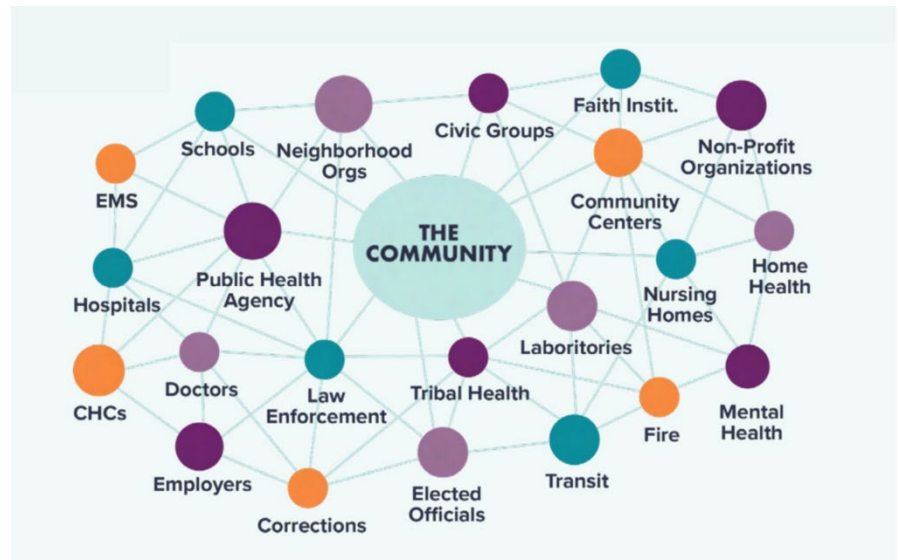 Faith Instit.
Civic Groups
Schools
Neighborhood
Orgs
Non-Profit
Organizations
EMS
Community
Centers
THE
COMMUNITY
Public Health
Agency
Hospitals
Home
Health
Nursing
Homes
Laboritories
Doctors
Law
Enforcement
Tribal Health
CHCs
Mental
Health
Fire
Employers
Transit
Elected
Officials
Corrections